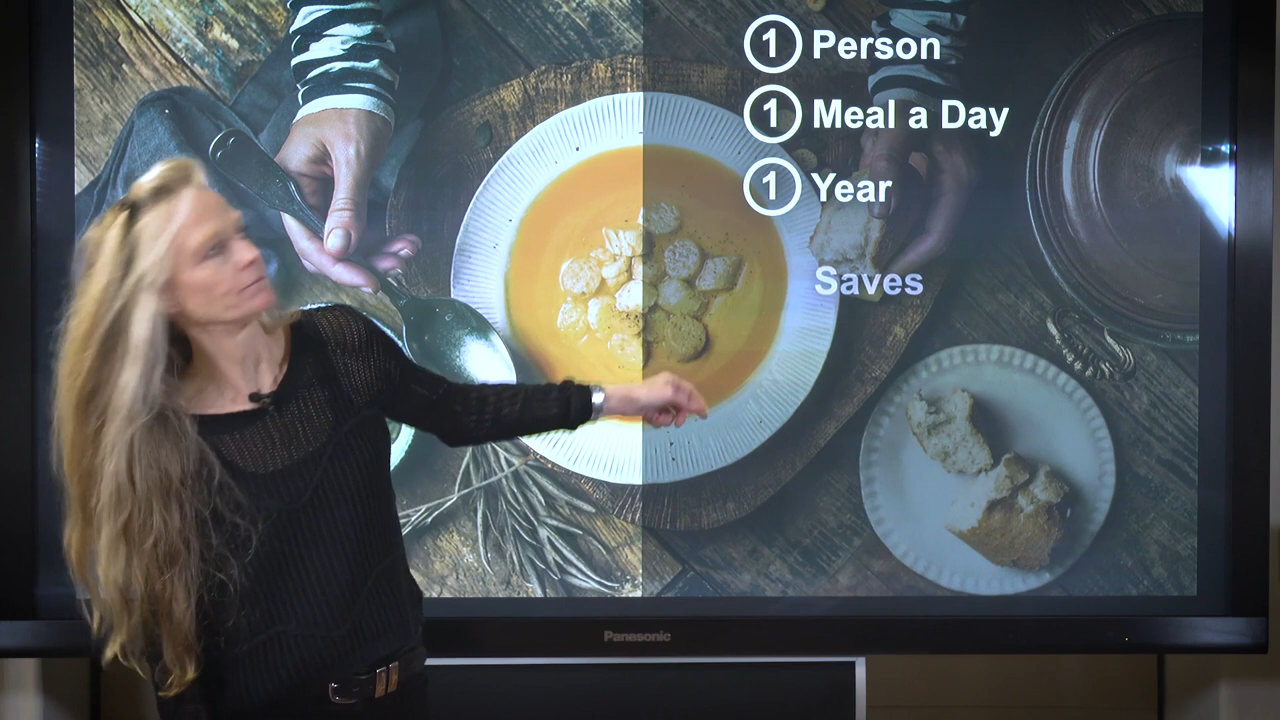 1 Person
1 Meal a Day
1 Year
Saves
Panasonic